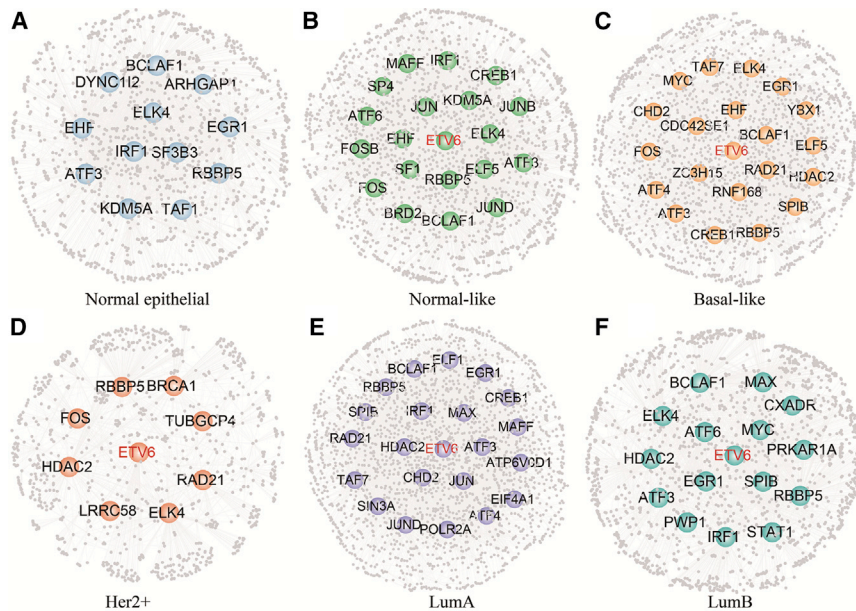 A
BCLAF1
DYNC1I2
ARHGAP1
ELK4
EHF
EGR1
IRF1
SF3B3
ATF3
RBBP5
KDM5A
TAF1
Normal epithelial
B
MAFF
IRF1
SP4
CREB1
JUN
KDM5A
JUNB
ATF6
EHF
ETV6
ELK4
FOSB
SF1
ELF5
ATF3
FOS
RBBP5
BRD2
BCLAF1
JUND
Normal-like
C
TAF7
ELK4
MYC
EGR1
CHD2
EHF
YBX1
CDC42SE1
BCLAF1
FOS
ETV6
ELF5
ZC3H15
RAD21
HDAC2
ATF4
RNF168
ATF3
SPIB
CREB1
RBBP5
Basal-like
D
RBBP5
BRCA1
FOS
TUBGCP4
ETV6
HDAC2
RAD21
LRRC58
ELK4
Her2+
E
BCLAF1
ELF1
EGR1
RBBP5
CREB1
SPIB
IRF1
MAX
MAFF
RAD21
HDAC2
ETV6
ATF3
ATP6V0D1
TAF7
CHD2
JUN
EIF4A1
SIN3A
ATF4
JUND
POLR2A
LumA
F
BCLAF1
MAX
CXADR
ELK4
ATF6
MYC
HDAC2
ETV6
PRKAR1A
EGR1
SPIB
ATF3
RBBP5
PWP1
IRF1
STAT1
LumB